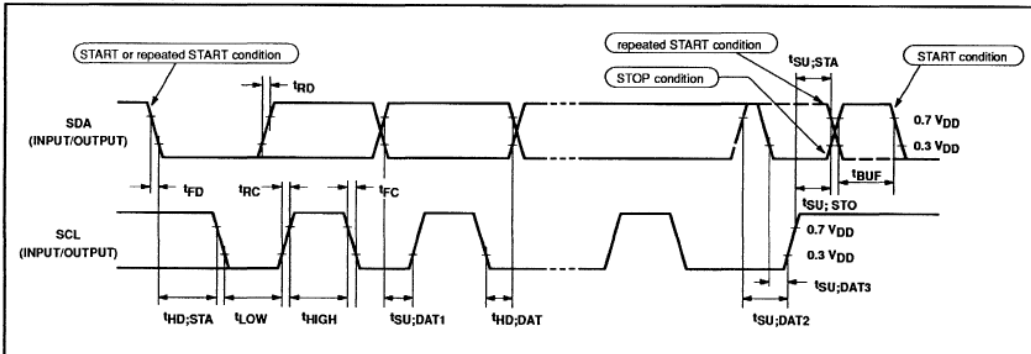 START or repeated START condition
repeated START condition
tSU;STA
START condition
STOP condition
tRD
SDA
(INPUT/OUTPUT)
0.7 VDD
0.3 VDD
tFD
tRC
tFC
tBUF
tSU; STO
SCL
(INPUT/OUTPUT)
0.7 VDD
0.3 VDD
tSU;DAT3
tHD;STA
tLOW
tHIGH
tSU;DAT1
tHD;DAT
tSU;DAT2